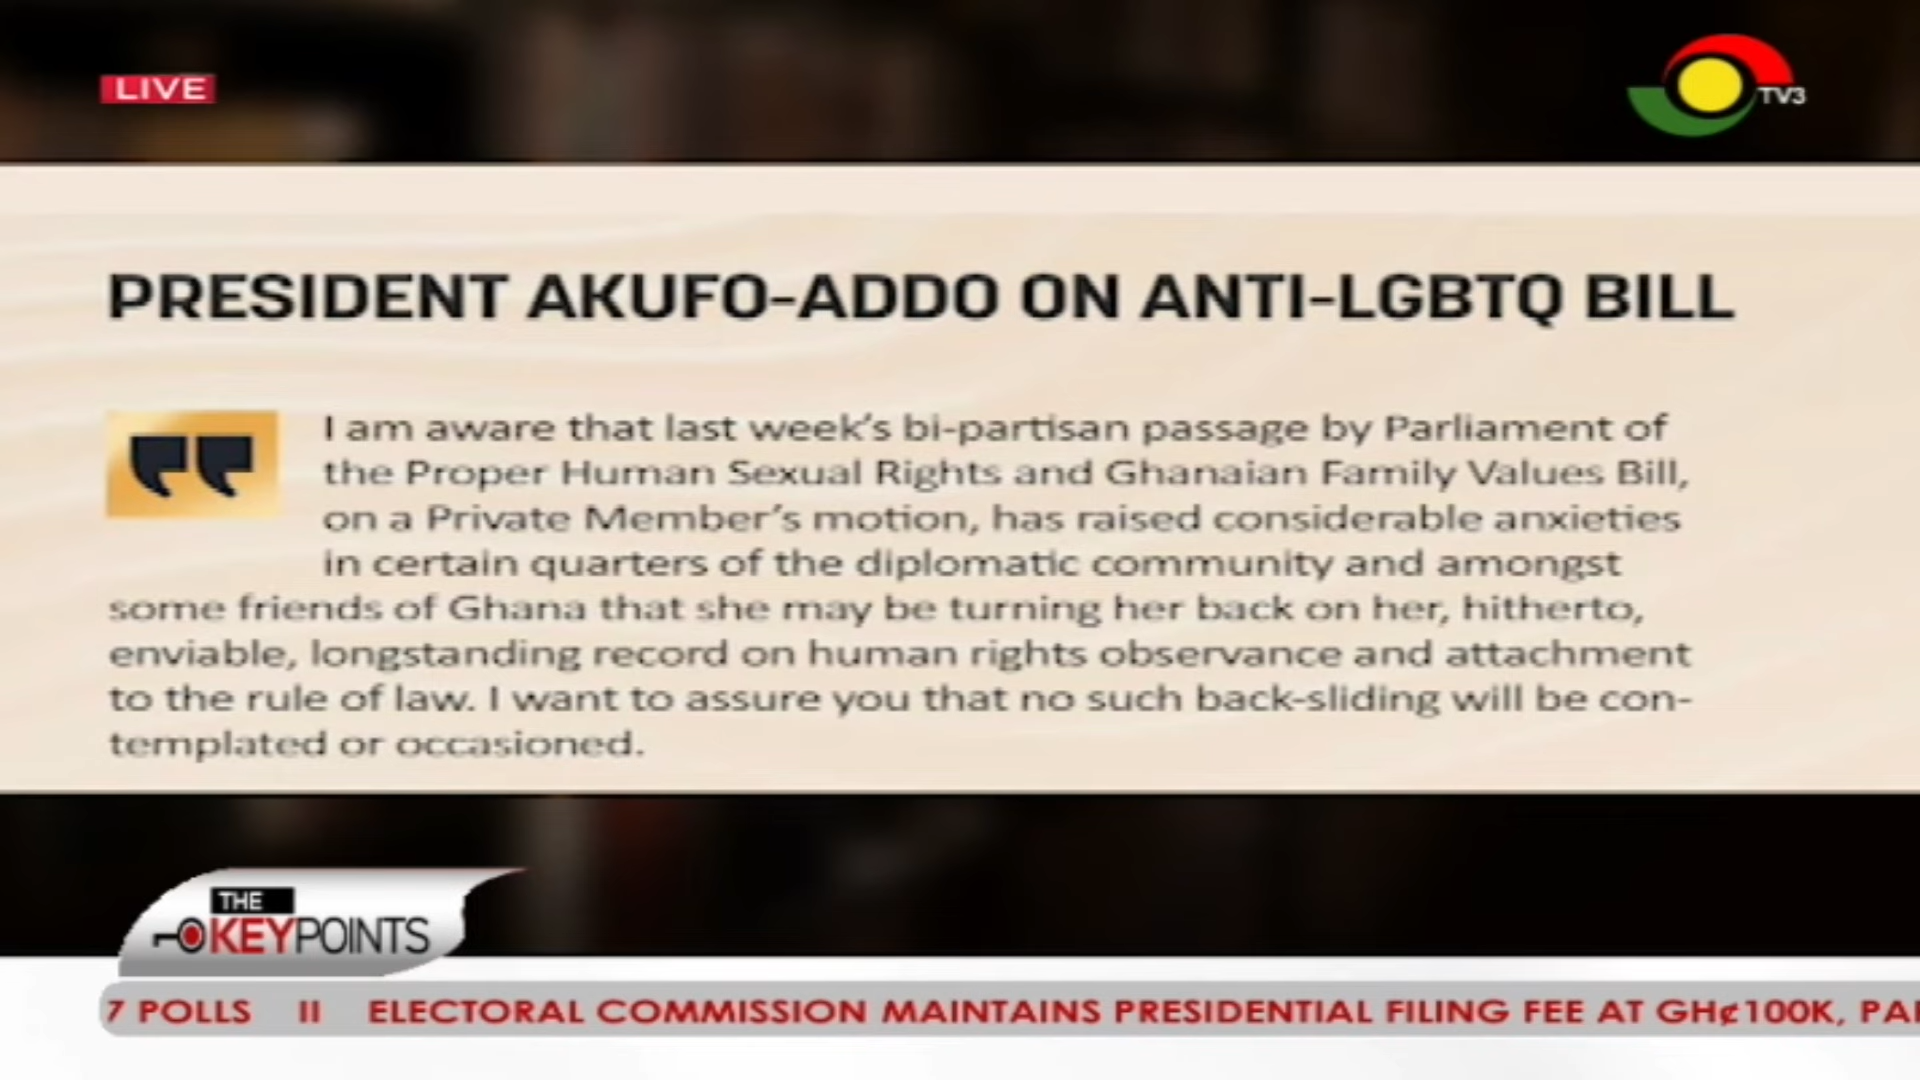 LIVE
TV3
PRESIDENT AKUFO-ADDO ON ANTI-LGBTQ BILL
I am aware that last week's bi-partisan passage by Parliament of
the Proper Human Sexual Rights and Ghanaian Family Values Bill,
on a Private Member's motion, has raised considerable anxieties
in certain quarters of the diplomatic community and amongst
some friends of Ghana that she may be turning her back on her, hitherto,
enviable, longstanding record on human rights observance and attachment
to the rule of law. I want to assure you that no such back-sliding will be con-
templated or occasioned.
THE
KEYPOINTS
7 POLLS II ELECTORAL COMMISSION MAINTAINS PRESIDENTIAL FILING FEE AT GH¢100K, PA